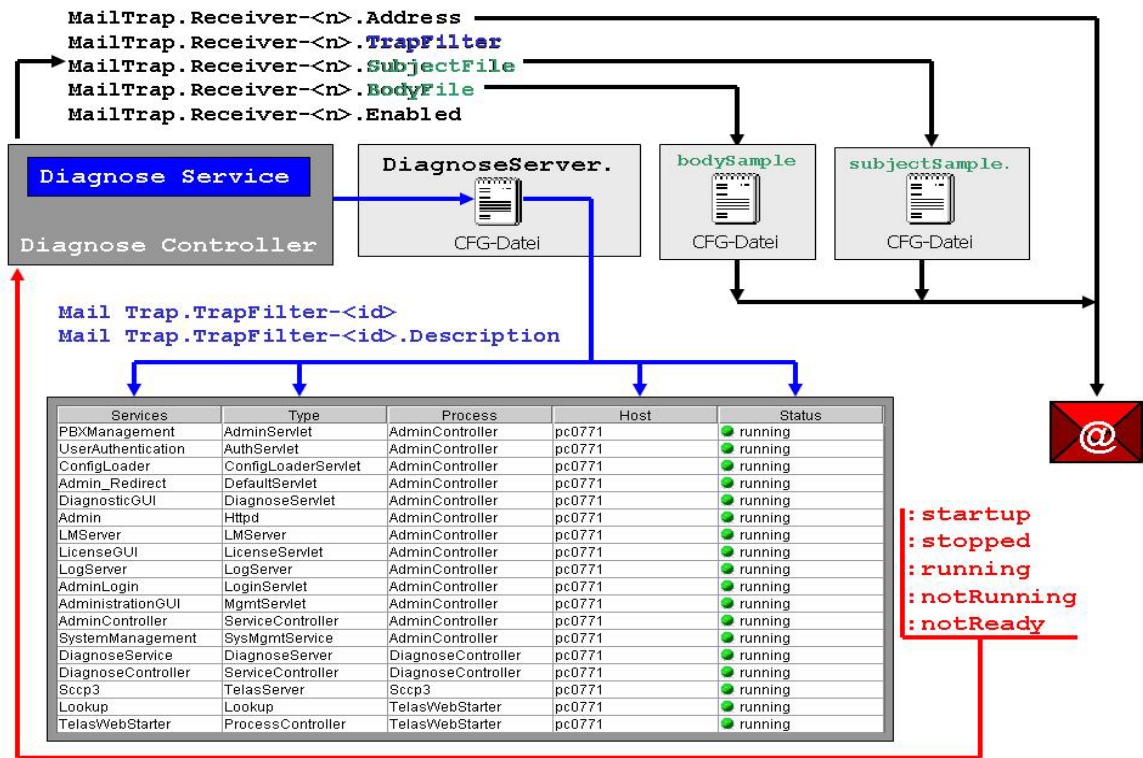 MailTrap.Receiver-<n>.Address
MailTrap.Receiver-<n>.TrapFilter
MailTrap.Receiver-<n>.SubjectFile
MailTrap.Receiver-<n>.BodyFile
MailTrap.Receiver-<n>.Enabled
Diagnose Service
Diagnose Controller
DiagnoseServer.
CFG-Datei
bodySample
CFG-Datei
subjectSample.
CFG-Datei
Mail Trap.TrapFilter-<id>
Mail Trap.TrapFilter-<id>.Description
Services Type Process Host Status
PBXManagement AdminServlet AdminController pc0771 running
UserAuthentication AuthServlet AdminController pc0771 running
ConfigLoader ConfigLoaderServlet AdminController pc0771 running
Admin_Redirect DefaultServlet AdminController pc0771 running
DiagnosticGUI DiagnoseServlet AdminController pc0771 running
Admin Httpd AdminController pc0771 running
LMServer LMServer AdminController pc0771 running
LicenseGUI LicenseServlet AdminController pc0771 running
LogServer LogServer AdminController pc0771 running
AdminLogin LoginServlet AdminController pc0771 running
AdministrationGUI MgmtServlet AdminController pc0771 running
AdminController ServiceController AdminController pc0771 running
SystemManagement SysMgmtService AdminController pc0771 running
DiagnoseService DiagnoseServer DiagnoseController pc0771 running
DiagnoseController ServiceController DiagnoseController pc0771 running
Sccp3 TelasServer Sccp3 pc0771 running
Lookup Lookup TelasWebStarter pc0771 running
TelasWebStarter ProcessController TelasWebStarter pc0771 running
@
:startup
:stopped
:running
:notRunning
:notReady